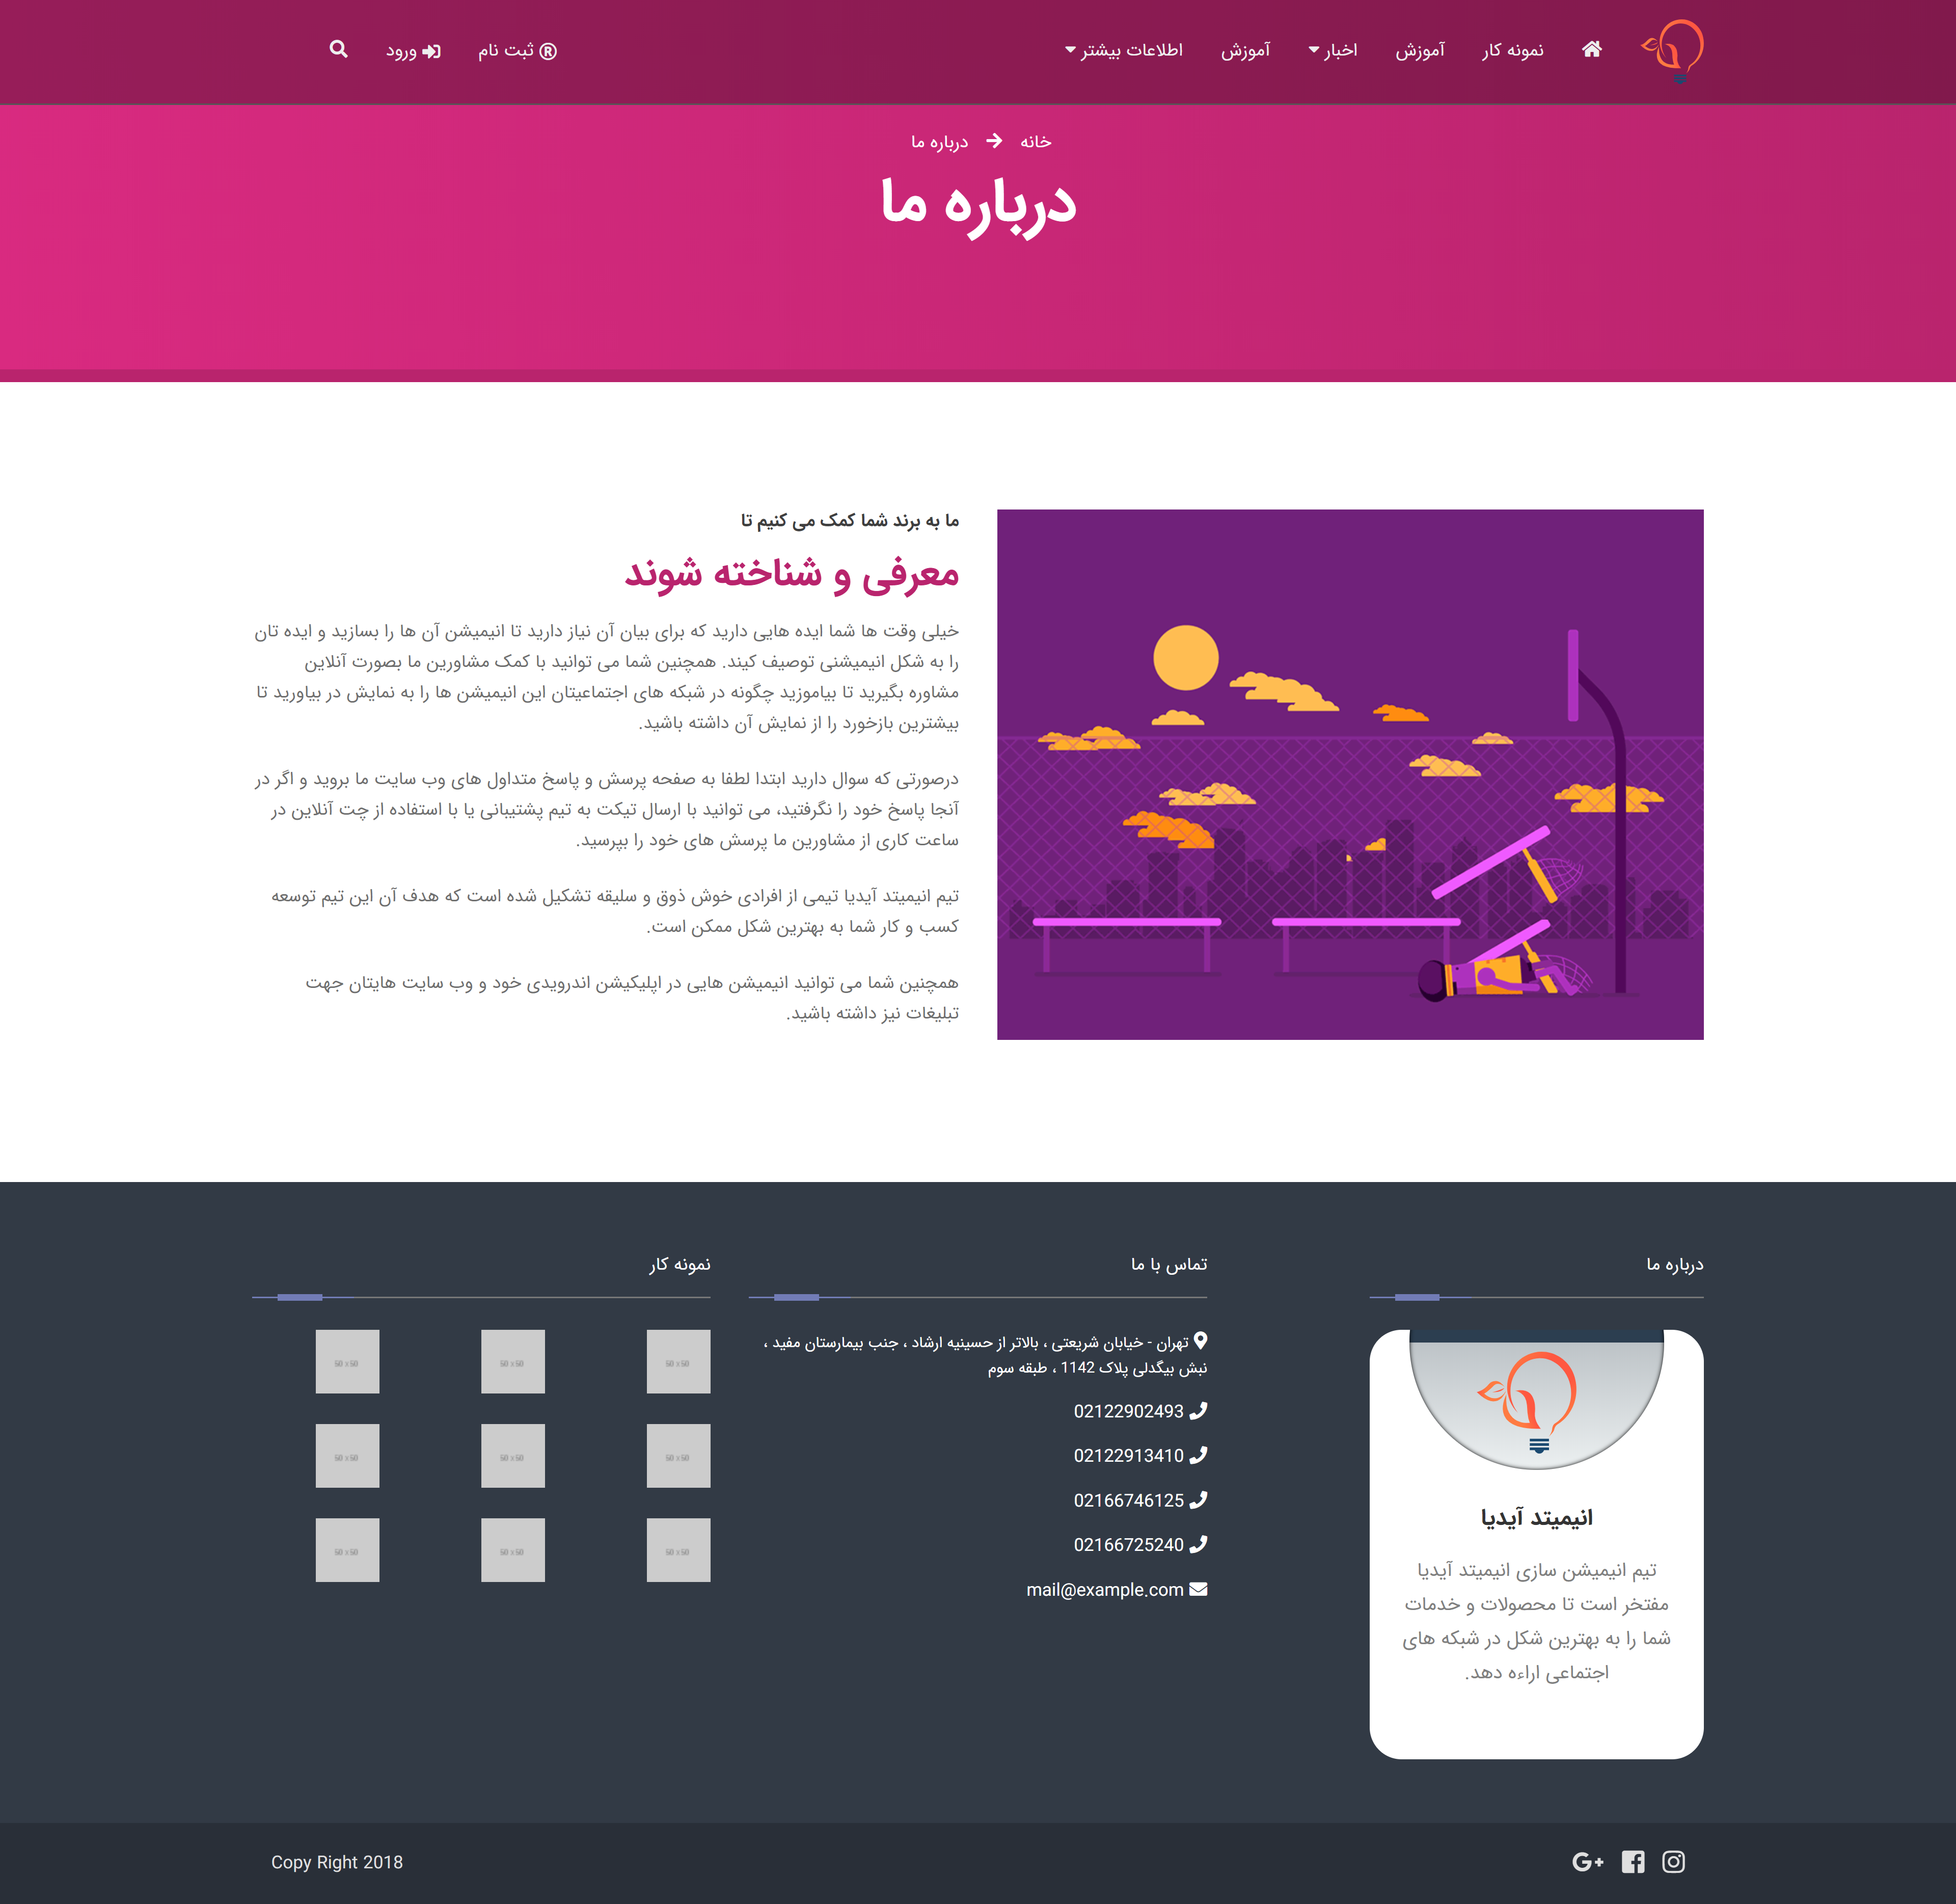 نمونه کار
آموزش
اخبار
آموزش
اطلاعات بیشتر
ثبت نام
ورود
خانه
درباره ما
درباره ما
ما به برند شما کمک می کنیم تا
معرفی و شناخته شوند
خیلی وقت ها شما ایده هایی دارید که برای بیان آن نیاز دارید تا انیمیشن آن ها را بسازید و ایده تان
را به شکل انیمیشنی توصیف کیند. همچنین شما می توانید با کمک مشاورین ما بصورت آنلاین
مشاوره بگیرید تا بیاموزید چگونه در شبکه های اجتماعیتان این انیمیشن ها را به نمایش در بیاورید تا
بیشترین بازخورد را از نمایش آن داشته باشید.
درصورتی که سوال دارید ابتدا لطفا به صفحه پرسش و پاسخ متداول های وب سایت ما بروید و اگر در
آنجا پاسخ خود را نگرفتید، می توانید با ارسال تیکت به تیم پشتیبانی یا با استفاده از چت آنلاین در
ساعت کاری از مشاورین ما پرسش های خود را بپرسید.
تیم انیمیتد آیدیا تیمی از افرادی خوش ذوق و سلیقه تشکیل شده است که هدف آن این تیم توسعه
کسب و کار شما به بهترین شکل ممکن است.
همچنین شما می توانید انیمیشن هایی در اپلیکیشن اندرویدی خود و وب سایت هایتان جهت
تبلیغات نیز داشته باشید.
درباره ما
انیمیتد آیدیا
تیم انیمیشن سازی انیمیتد آیدیا
مفتخر است تا محصولات و خدمات
شما را به بهترین شکل در شبکه های
اجتماعی اراءه دهد.
تماس با ما
تهران - خیابان شریعتی ، بالاتر از حسینیه ارشاد ، جنب بیمارستان مفید ،
نبش بیگدلی پلاک 1142 ، طبقه سوم
02122902493
02122913410
02166746125
02166725240
mail@example.com
نمونه کار
50 x 50
50 x 50
50 x 50
50 x 50
50 x 50
50 x 50
50 x 50
50 x 50
50 x 50
Copy Right 2018